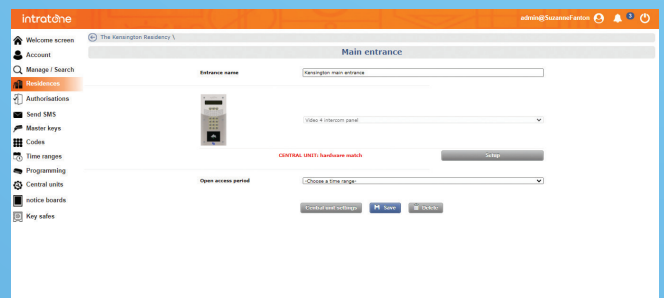 intratone
admin@SuzanneFanton
3
Welcome screen
Account
Manage / Search
Residences
Authorisations
Send SMS
Master keys
Codes
Time ranges
Programming
Central units
notice boards
Key safes
The Kensington Residency \
Main entrance
Entrance name
Kensington main entrance
Video 4 intercom panel
CENTRAL UNIT: hardware match
Setup
Open access period
-Choose a time range-
Central unit settings
Save
Delete